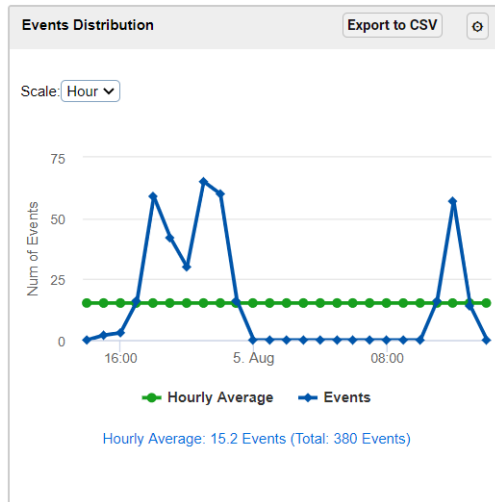 Events Distribution
Export to CSV
Scale: Hour
75
50
25
0
Num of Events
16:00 5. Aug 08:00
Hourly Average Events
Hourly Average: 15.2 Events (Total: 380 Events)